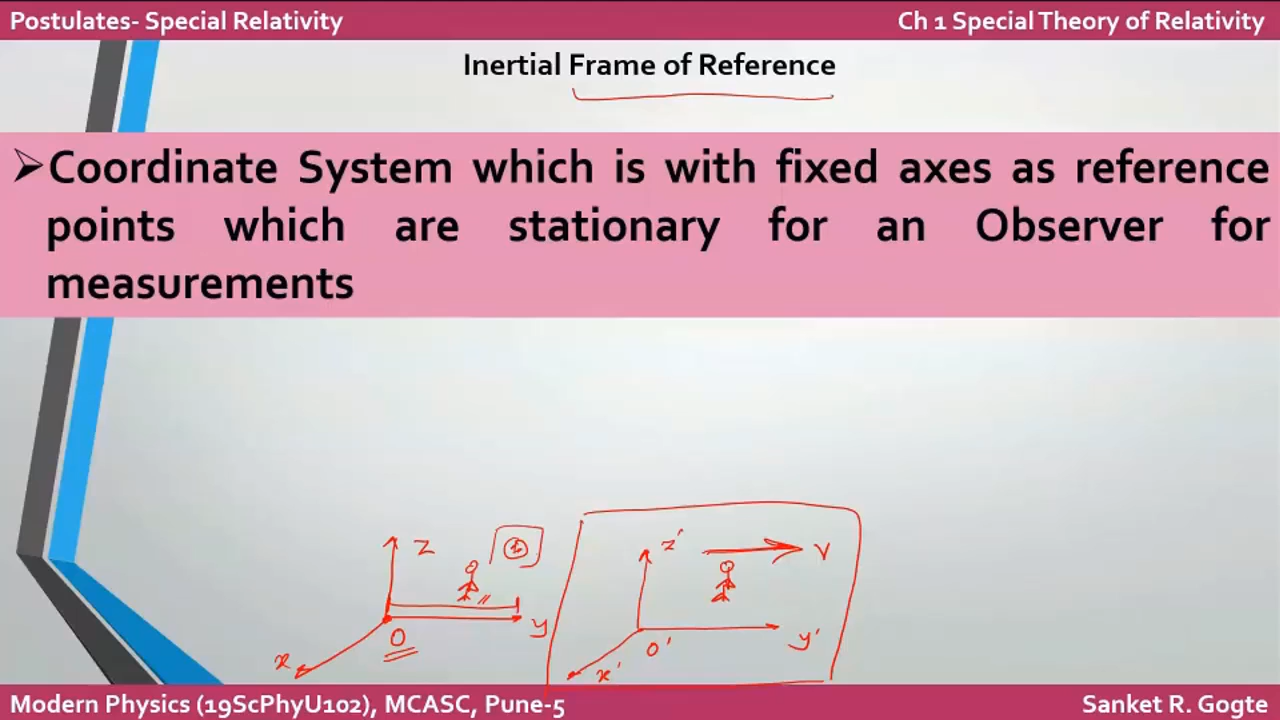 Postulates- Special Relativity
Ch 1 Special Theory of Relativity
Inertial Frame of Reference
➢Coordinate System which is with fixed axes as reference
points which are stationary for an Observer for
measurements
z
y
x
O
z'
v
y'
O'
x'
Modern Physics (19ScPhyU102), MCASC, Pune-5
Sanket R. Gogte